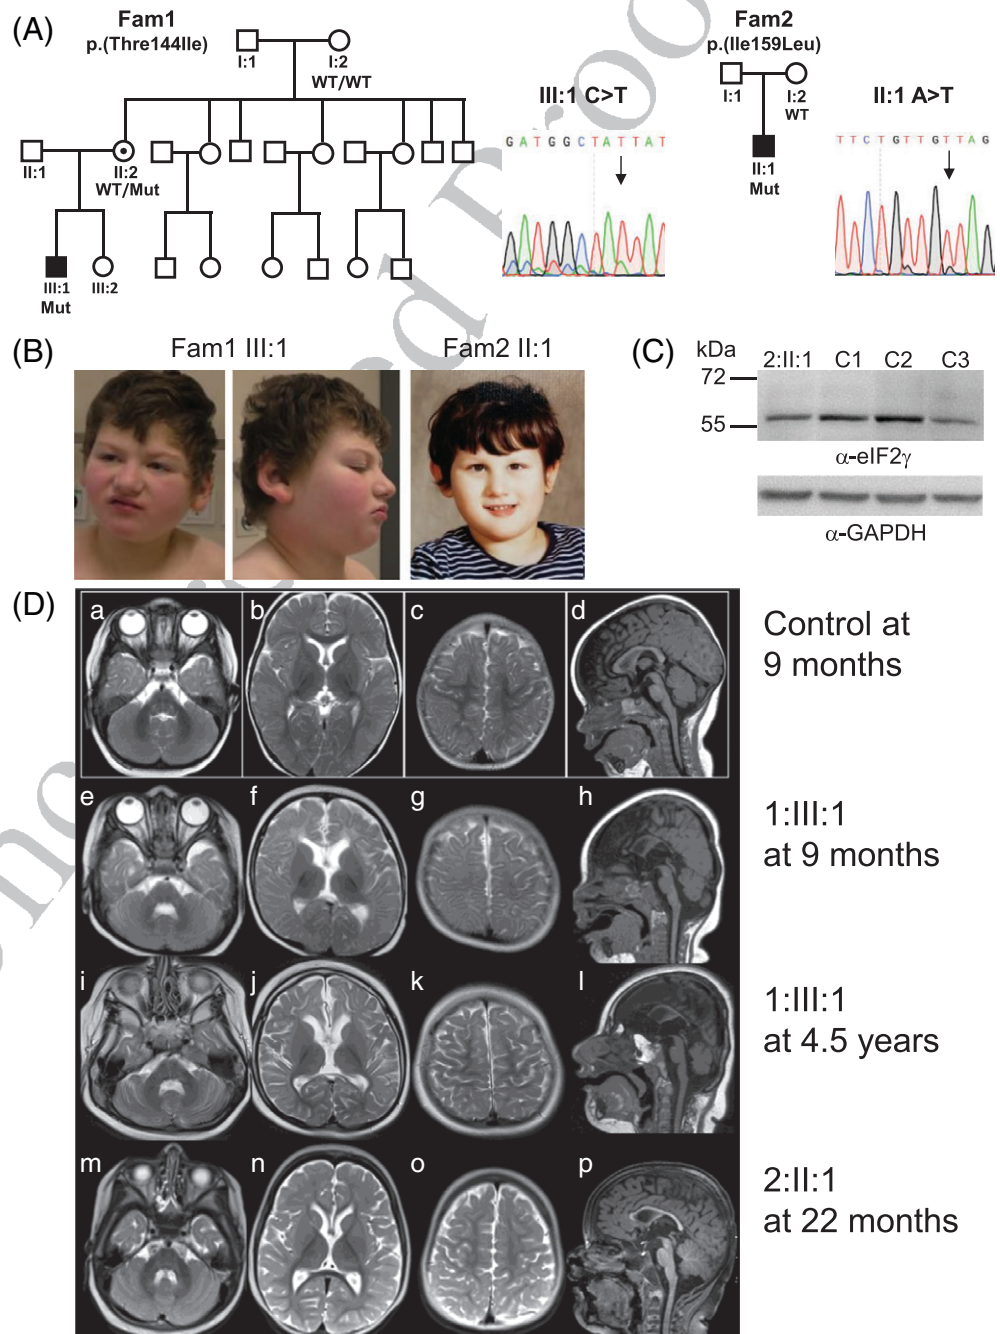 (A)
Fam1
p.(Thre144Ile)
I:1
I:2
WT/WT
II:1
II:2
WT/Mut
III:1
Mut
III:2
III:1 C>T
GATGGCTATTAT
Fam2
p.(Ile159Leu)
I:1
I:2
WT
II:1
Mut
II:1 A>T
TTCTGTTGTTAG
(B)
Fam1 III:1
Fam2 II:1
(C)
kDa
2:II:1 C1 C2 C3
72
55
α-eIF2γ
α-GAPDH
(D)
a b c d
Control at
9 months
e f g h
1:III:1
at 9 months
i j k l
1:III:1
at 4.5 years
m n o p
2:II:1
at 22 months